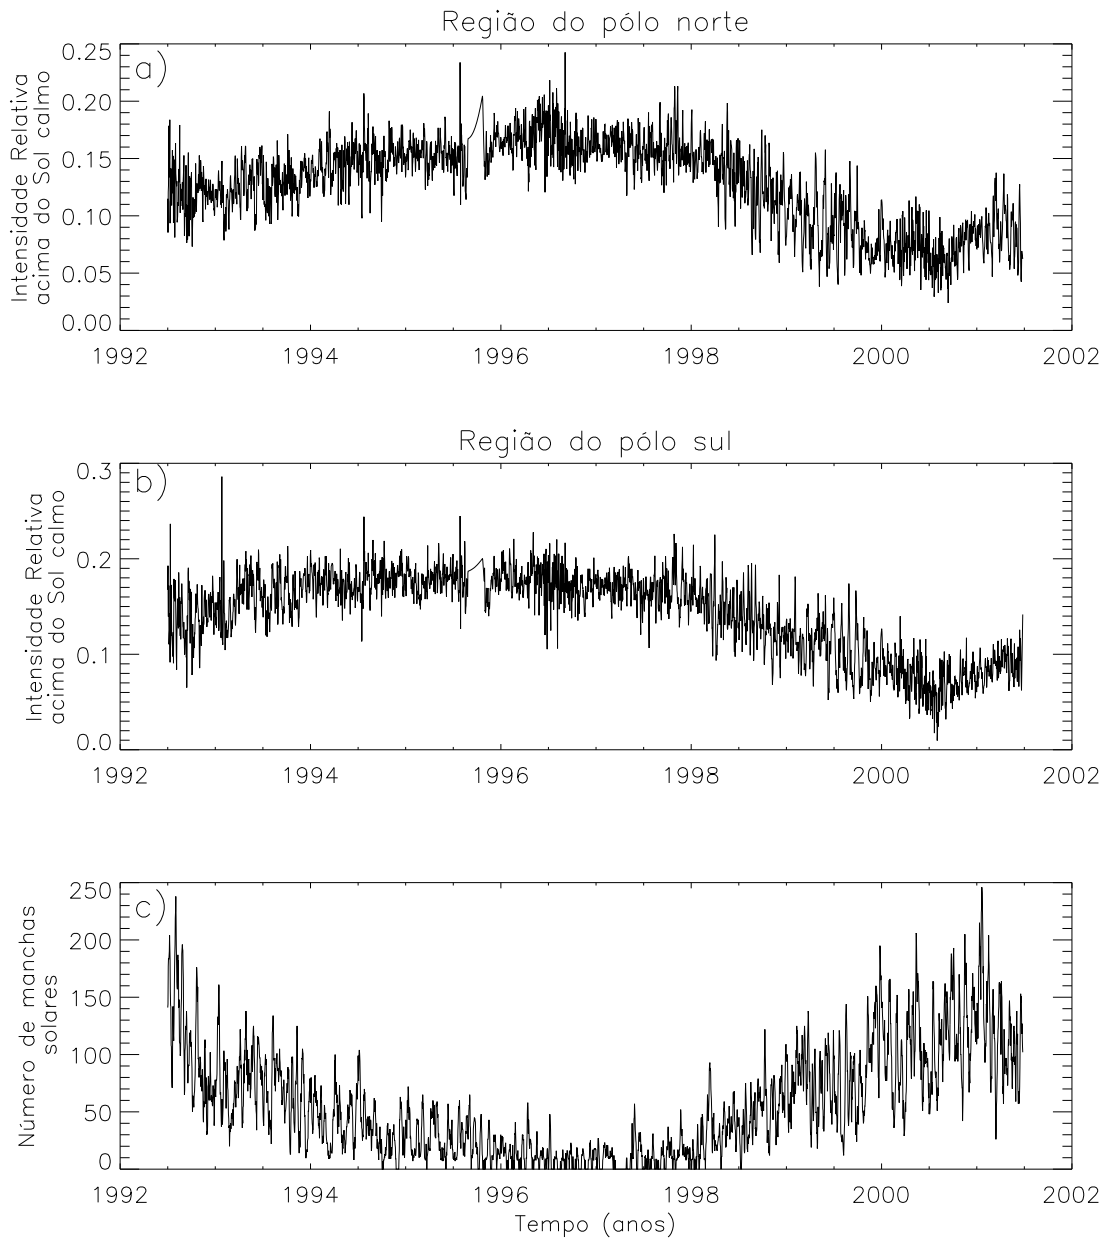 Região do pólo norte
a)
Intensidade Relativa
acima do Sol calmo
0.25
0.20
0.15
0.10
0.05
0.00
1992 1994 1996 1998 2000 2002
Região do pólo sul
b)
Intensidade Relativa
acima do Sol calmo
0.3
0.2
0.1
0.0
1992 1994 1996 1998 2000 2002
c)
Número de manchas
solares
250
200
150
100
50
0
1992 1994 1996 1998 2000 2002
Tempo (anos)